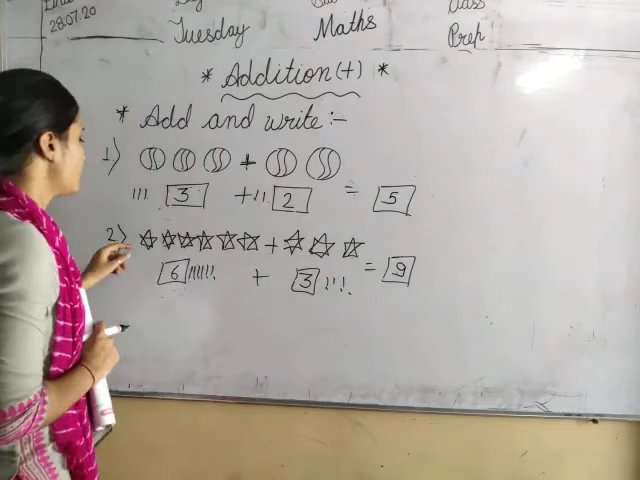 28.07.20 Tuesday Maths Prep
* Addition (+) *
* Add and write :-
1) +
3 + 2 = 5
2) +
6 + 3 = 9